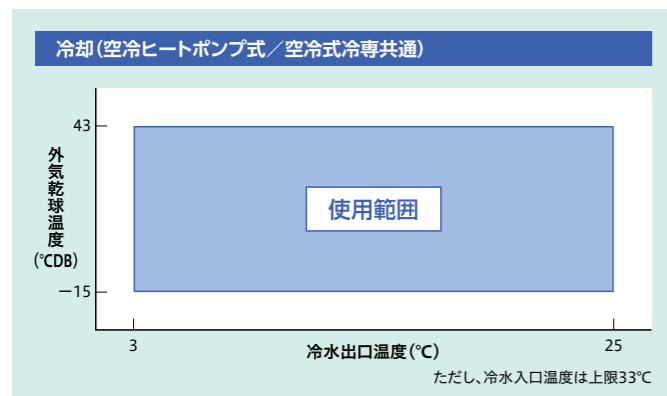 冷却(空冷ヒートポンプ式／空冷式冷専共通)
43
外気乾球温度
(℃DB)
使用範囲
−15
3
冷水出口温度(℃)
25
ただし、冷水入口温度は上限33℃